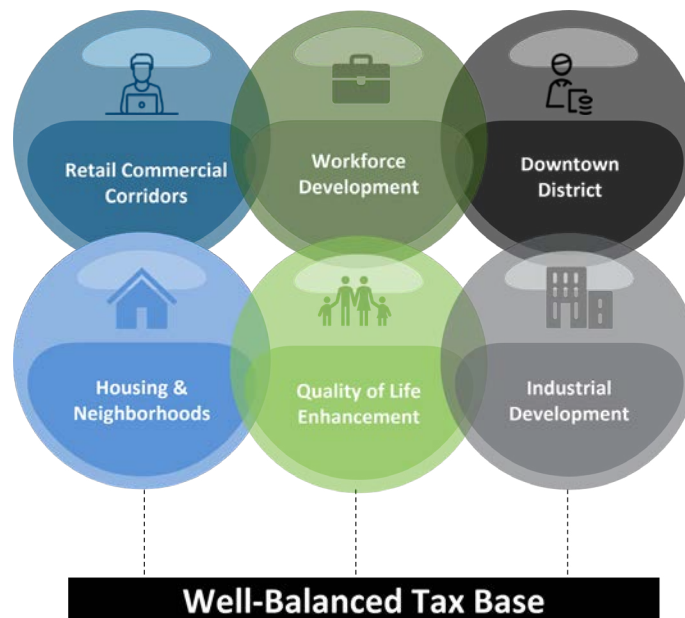 Retail Commercial
Corridors
Workforce
Development
Downtown
District
Housing &
Neighborhoods
Quality of Life
Enhancement
Industrial
Development
Well-Balanced Tax Base